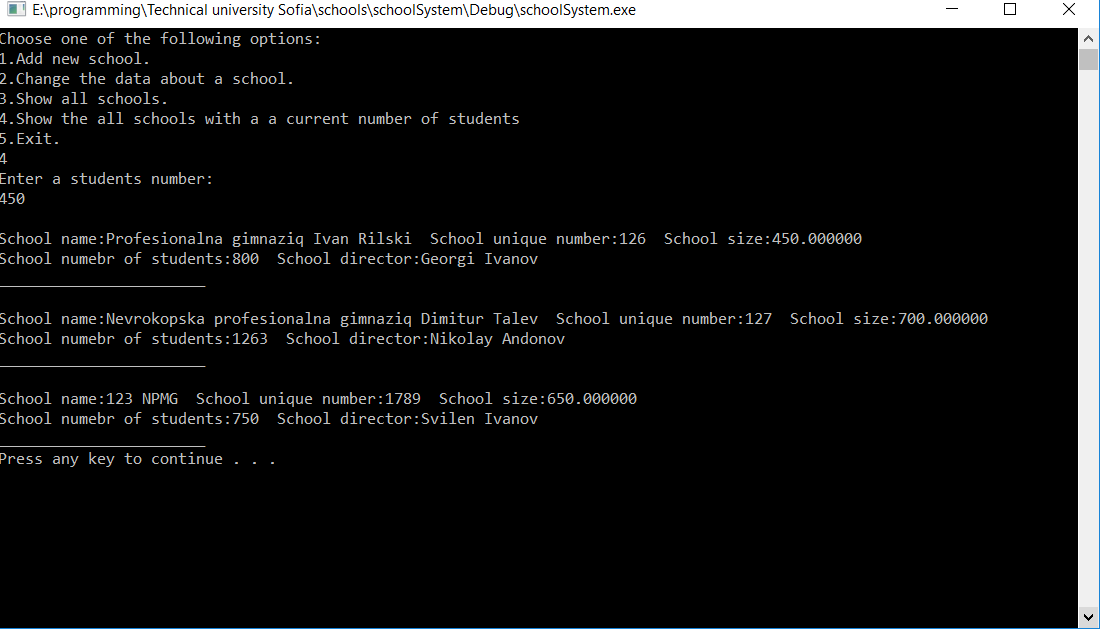 E:\programming\Technical university Sofia\schools\schoolSystem\Debug\schoolSystem.exe
Choose one of the following options:
1.Add new school.
2.Change the data about a school.
3.Show all schools.
4.Show the all schools with a a current number of students
5.Exit.
4
Enter a students number:
450
School name:Profesionalna gimnaziq Ivan Rilski  School unique number:126  School size:450.000000
School numebr of students:800  School director:Georgi Ivanov
_______________________
School name:Nevrokopska profesionalna gimnaziq Dimitur Talev  School unique number:127  School size:700.000000
School numebr of students:1263  School director:Nikolay Andonov
_______________________
School name:123 NPMG  School unique number:1789  School size:650.000000
School numebr of students:750  School director:Svilen Ivanov
_______________________
Press any key to continue . . .